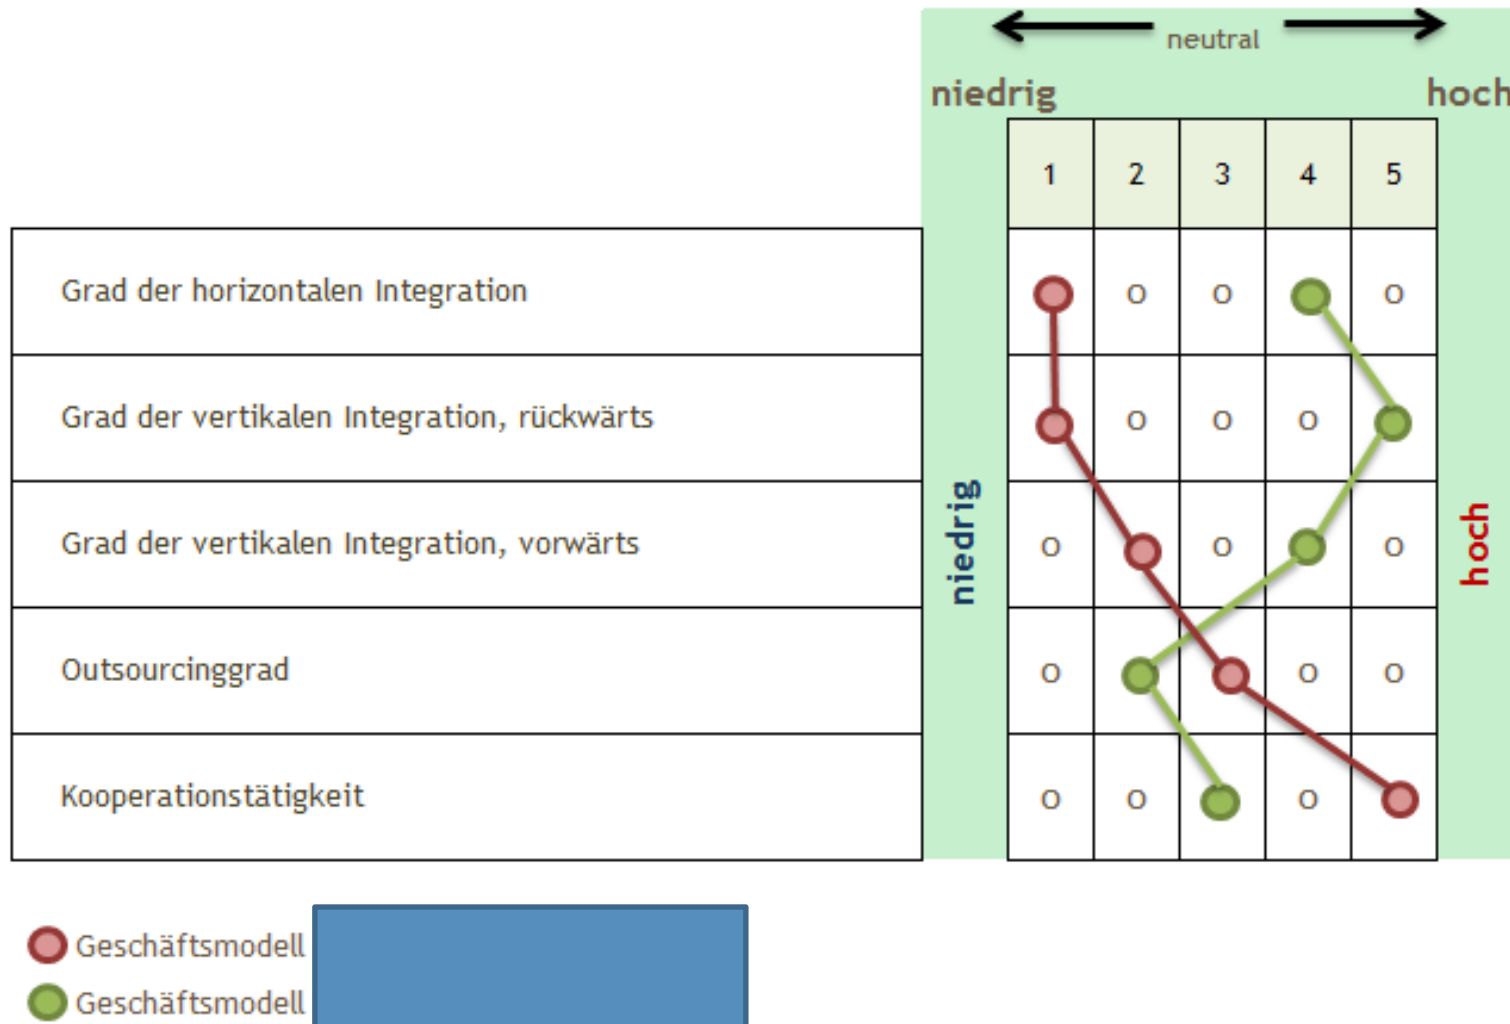 neutral
niedrig hoch
1 2 3 4 5
Grad der horizontalen Integration o o o
Grad der vertikalen Integration, rückwärts o o o
niedrig
hoch
Grad der vertikalen Integration, vorwärts o o o
Outsourcinggrad o o o
Kooperationstätigkeit o o o
Geschäftsmodell
Geschäftsmodell